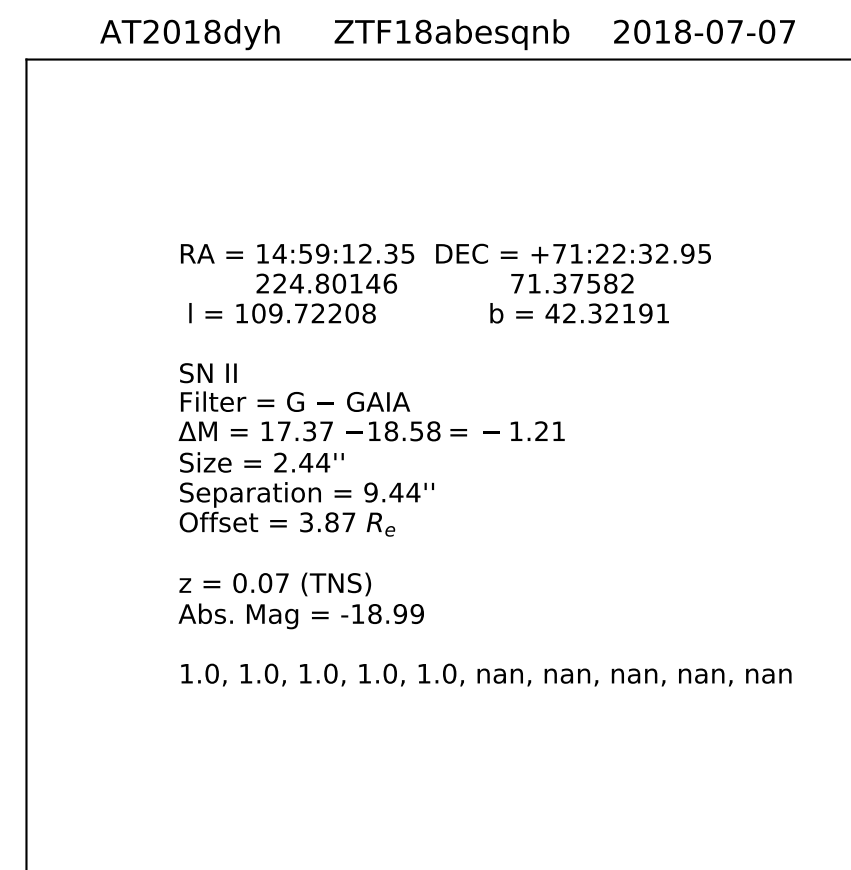 AT2018dyh ZTF18abesqnb 2018-07-07
RA = 14:59:12.35 DEC = +71:22:32.95
224.80146 71.37582
l = 109.72208 b = 42.32191
SN II
Filter = G − GAIA
ΔM = 17.37 −18.58 = − 1.21
Size = 2.44''
Separation = 9.44''
Offset = 3.87 Rₑ
z = 0.07 (TNS)
Abs. Mag = -18.99
1.0, 1.0, 1.0, 1.0, 1.0, nan, nan, nan, nan, nan